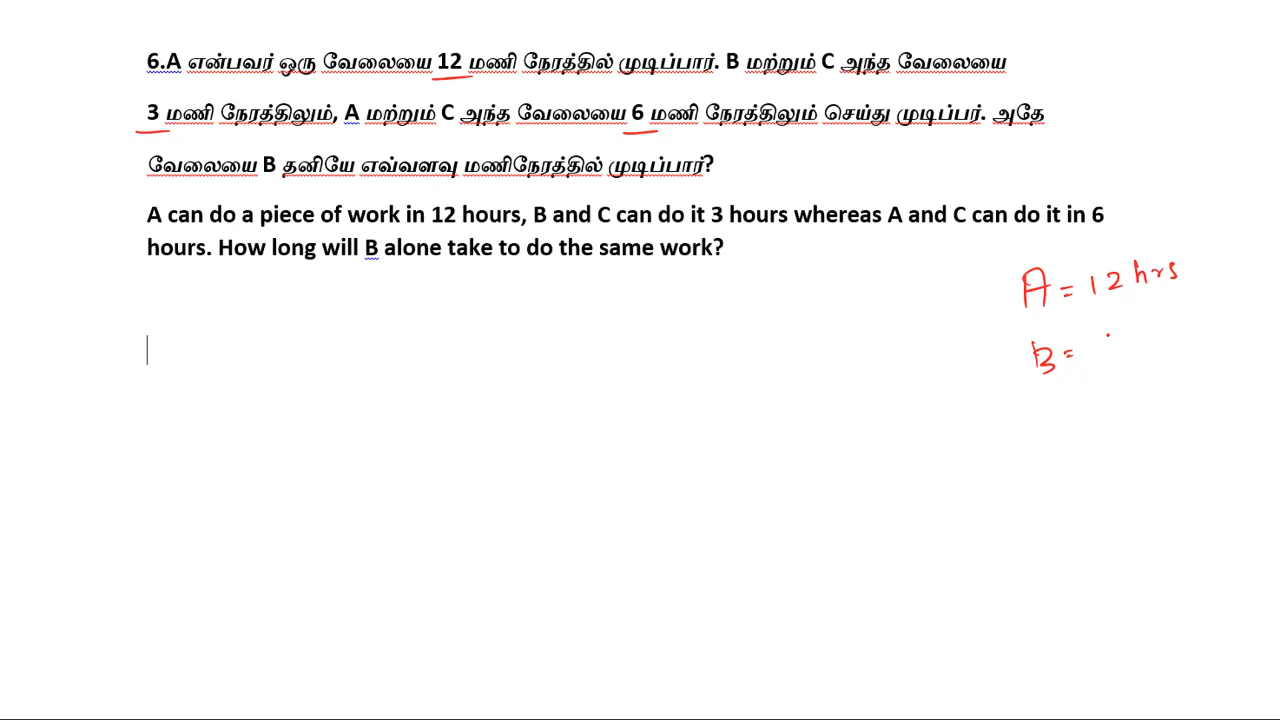 6.A என்பவர் ஒரு வேலையை 12 மணி நேரத்தில் முடிப்பார். B மற்றும் C அந்த வேலையை
3 மணி நேரத்திலும், A மற்றும் C அந்த வேலையை 6 மணி நேரத்திலும் செய்து முடிப்பர். அதே
வேலையை B தனியே எவ்வளவு மணிநேரத்தில் முடிப்பார்?
A can do a piece of work in 12 hours, B and C can do it 3 hours whereas A and C can do it in 6
hours. How long will B alone take to do the same work?
A = 12 hrs
B =